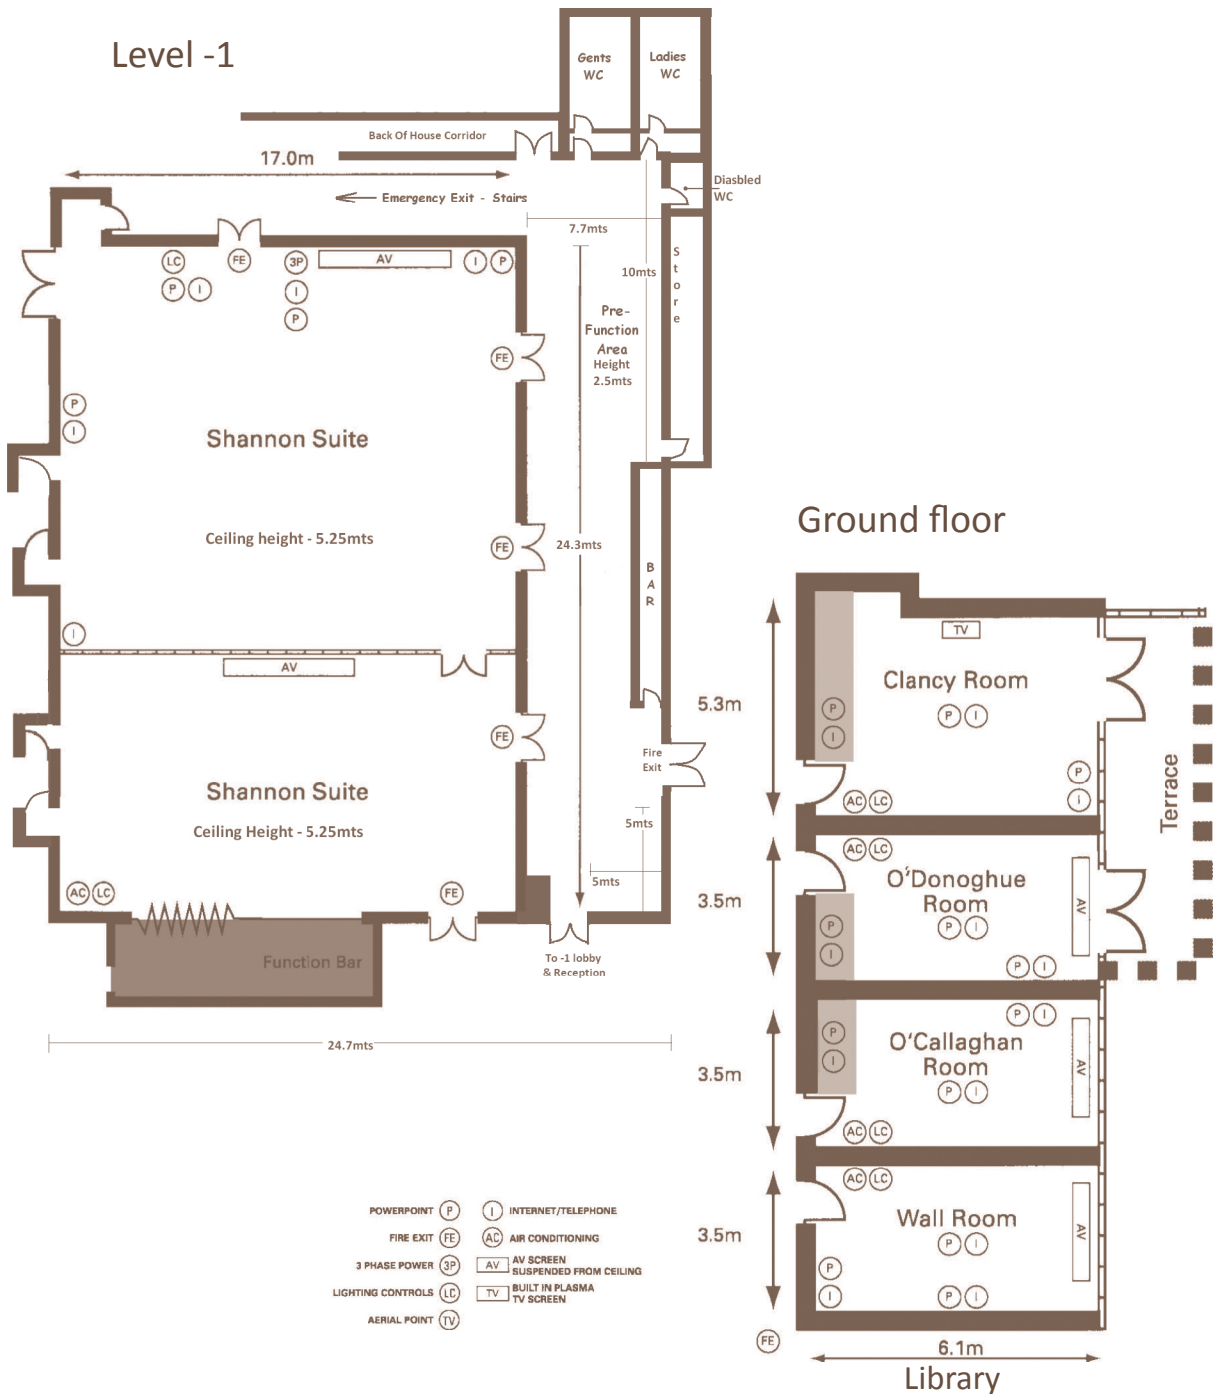 Level -1
Gents
WC
Ladies
WC
Back Of House Corridor
17.0m
Emergency Exit - Stairs
Diasbled
WC
7.7mts
LC
FE
3P
AV
I
P
P
I
I
P
10mts
Store
Pre-
Function
Area
Height
2.5mts
FE
P
I
Shannon Suite
Ceiling height - 5.25mts
FE
24.3mts
BAR
I
AV
FE
Fire
Exit
Shannon Suite
Ceiling Height - 5.25mts
5mts
5mts
AC
LC
FE
Function Bar
To -1 lobby
& Reception
24.7mts
Ground floor
TV
Clancy Room
5.3m
P
I
P
I
P
I
AC
LC
Terrace
AC
LC
O'Donoghue
Room
3.5m
P
I
P
I
AV
P
I
P
I
P
I
O'Callaghan
Room
3.5m
P
I
AV
AC
LC
AC
LC
Wall Room
3.5m
P
I
AV
P
I
P
I
FE
6.1m
Library
POWERPOINT P
I INTERNET/TELEPHONE
FIRE EXIT FE
AC AIR CONDITIONING
3 PHASE POWER 3P
AV AV SCREEN
SUSPENDED FROM CEILING
LIGHTING CONTROLS LC
TV BUILT IN PLASMA
TV SCREEN
AERIAL POINT TV